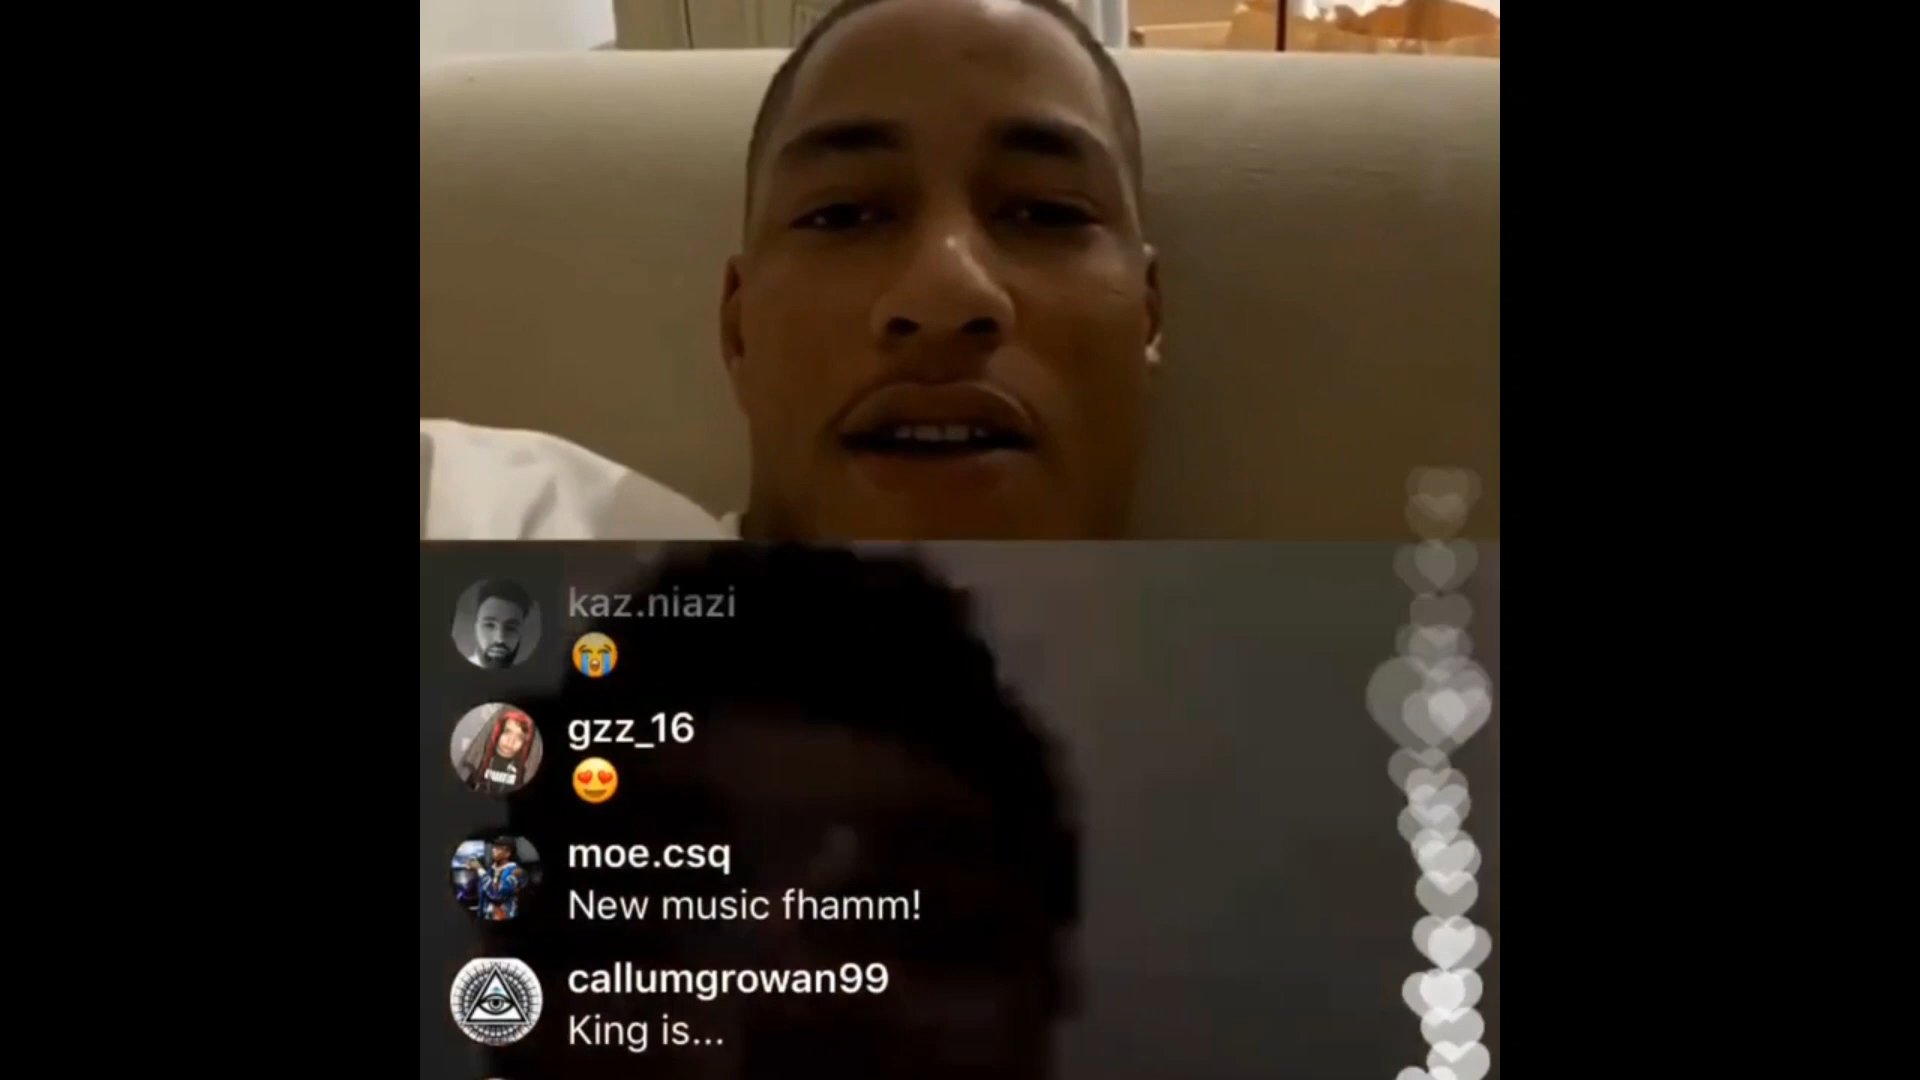 kaz.niazi
😭
gzz_16
😍
moe.csq
New music fhamm!
callumgrowan99
King is...